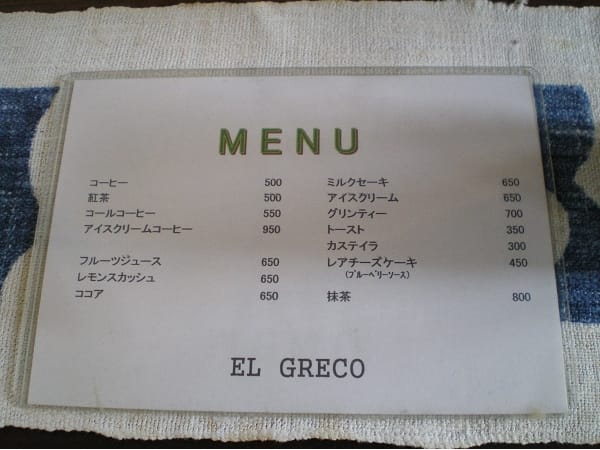 MENU
コーヒー 500
紅茶 500
コールコーヒー 550
アイスクリームコーヒー 950
フルーツジュース 650
レモンスカッシュ 650
ココア 650
ミルクセーキ 650
アイスクリーム 650
グリンティー 700
トースト 350
カステイラ 300
レアチーズケーキ 450
(ブルーベリーソース)
抹茶 800
EL GRECO